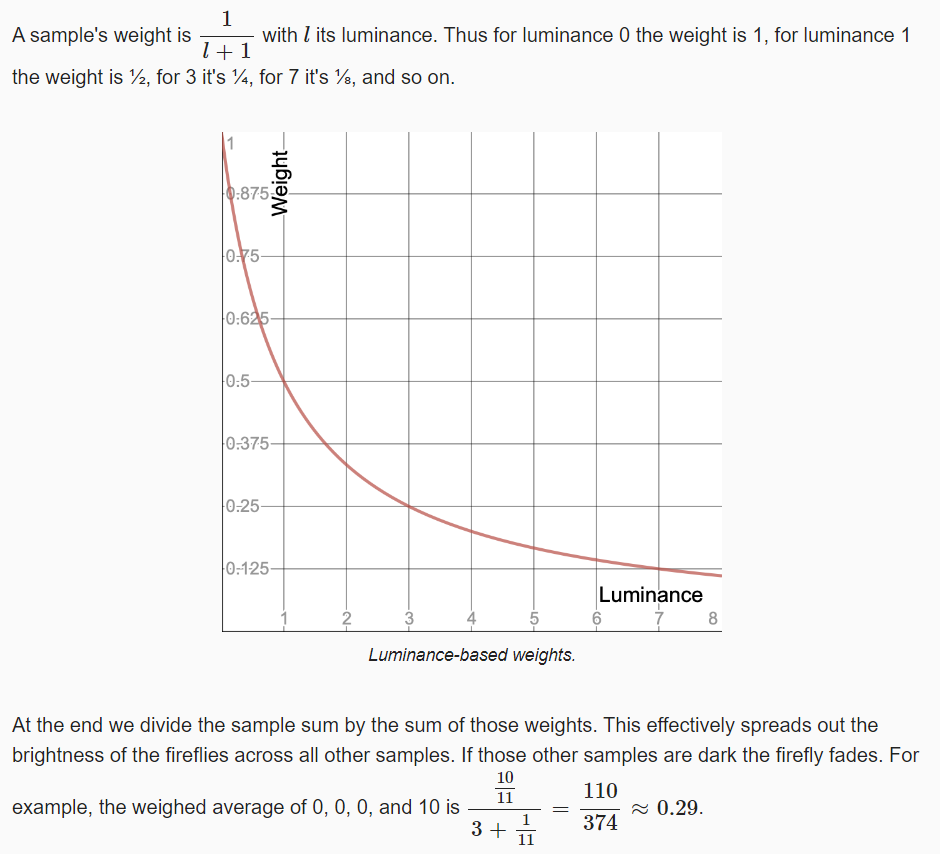 A sample's weight is 1/(l + 1) with l its luminance. Thus for luminance 0 the weight is 1, for luminance 1
the weight is ½, for 3 it's ¼, for 7 it's ⅛, and so on.
1
Weight
0.875
0.75
0.625
0.5
0.375
0.25
0.125
Luminance
1 2 3 4 5 6 7 8
Luminance-based weights.
At the end we divide the sample sum by the sum of those weights. This effectively spreads out the
brightness of the fireflies across all other samples. If those other samples are dark the firefly fades. For
example, the weighed average of 0, 0, 0, and 10 is (10/11)/(3 + 1/11) = 110/374 ≈ 0.29.